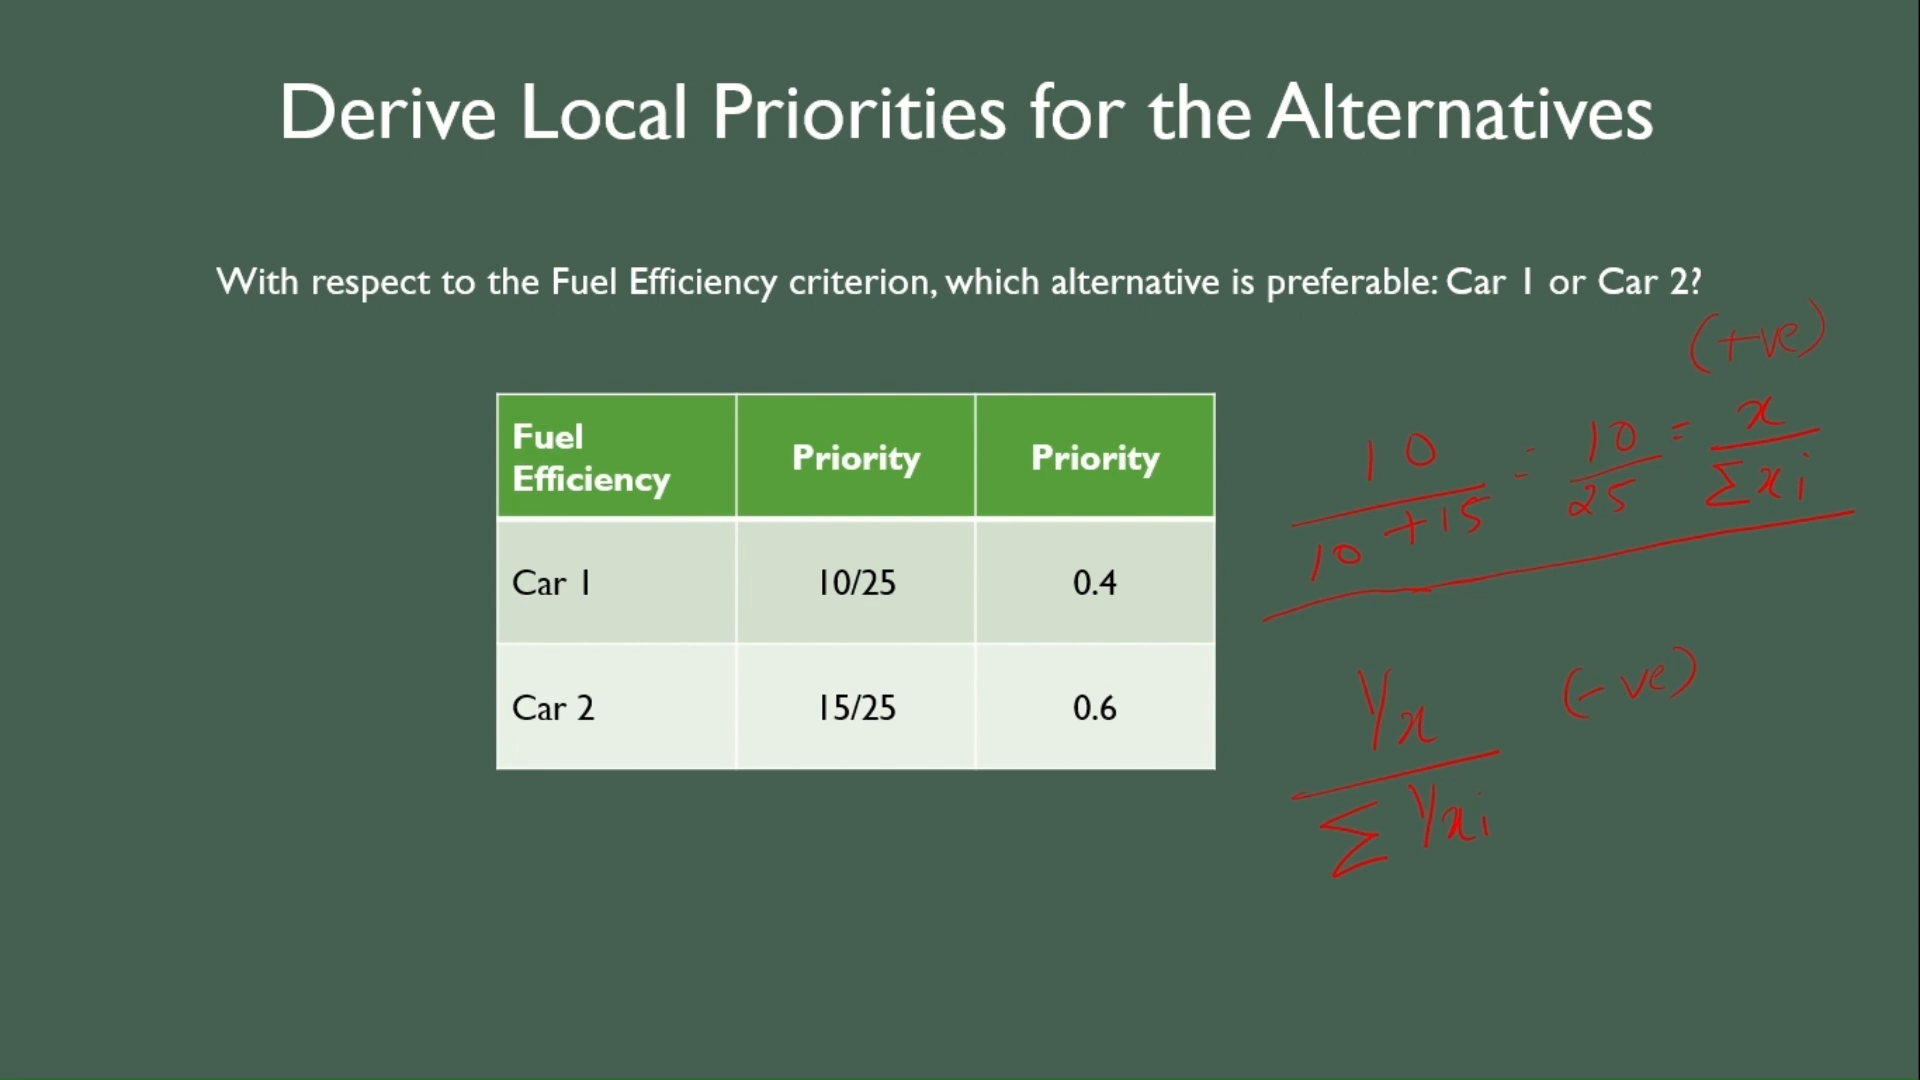 Derive Local Priorities for the Alternatives
With respect to the Fuel Efficiency criterion, which alternative is preferable: Car 1 or Car 2?
Fuel Efficiency Priority Priority
Car 1 10/25 0.4
Car 2 15/25 0.6
(+ve)
10/10+15 = 10/25 = x/Σxi
1/x / Σ1/xi (-ve)